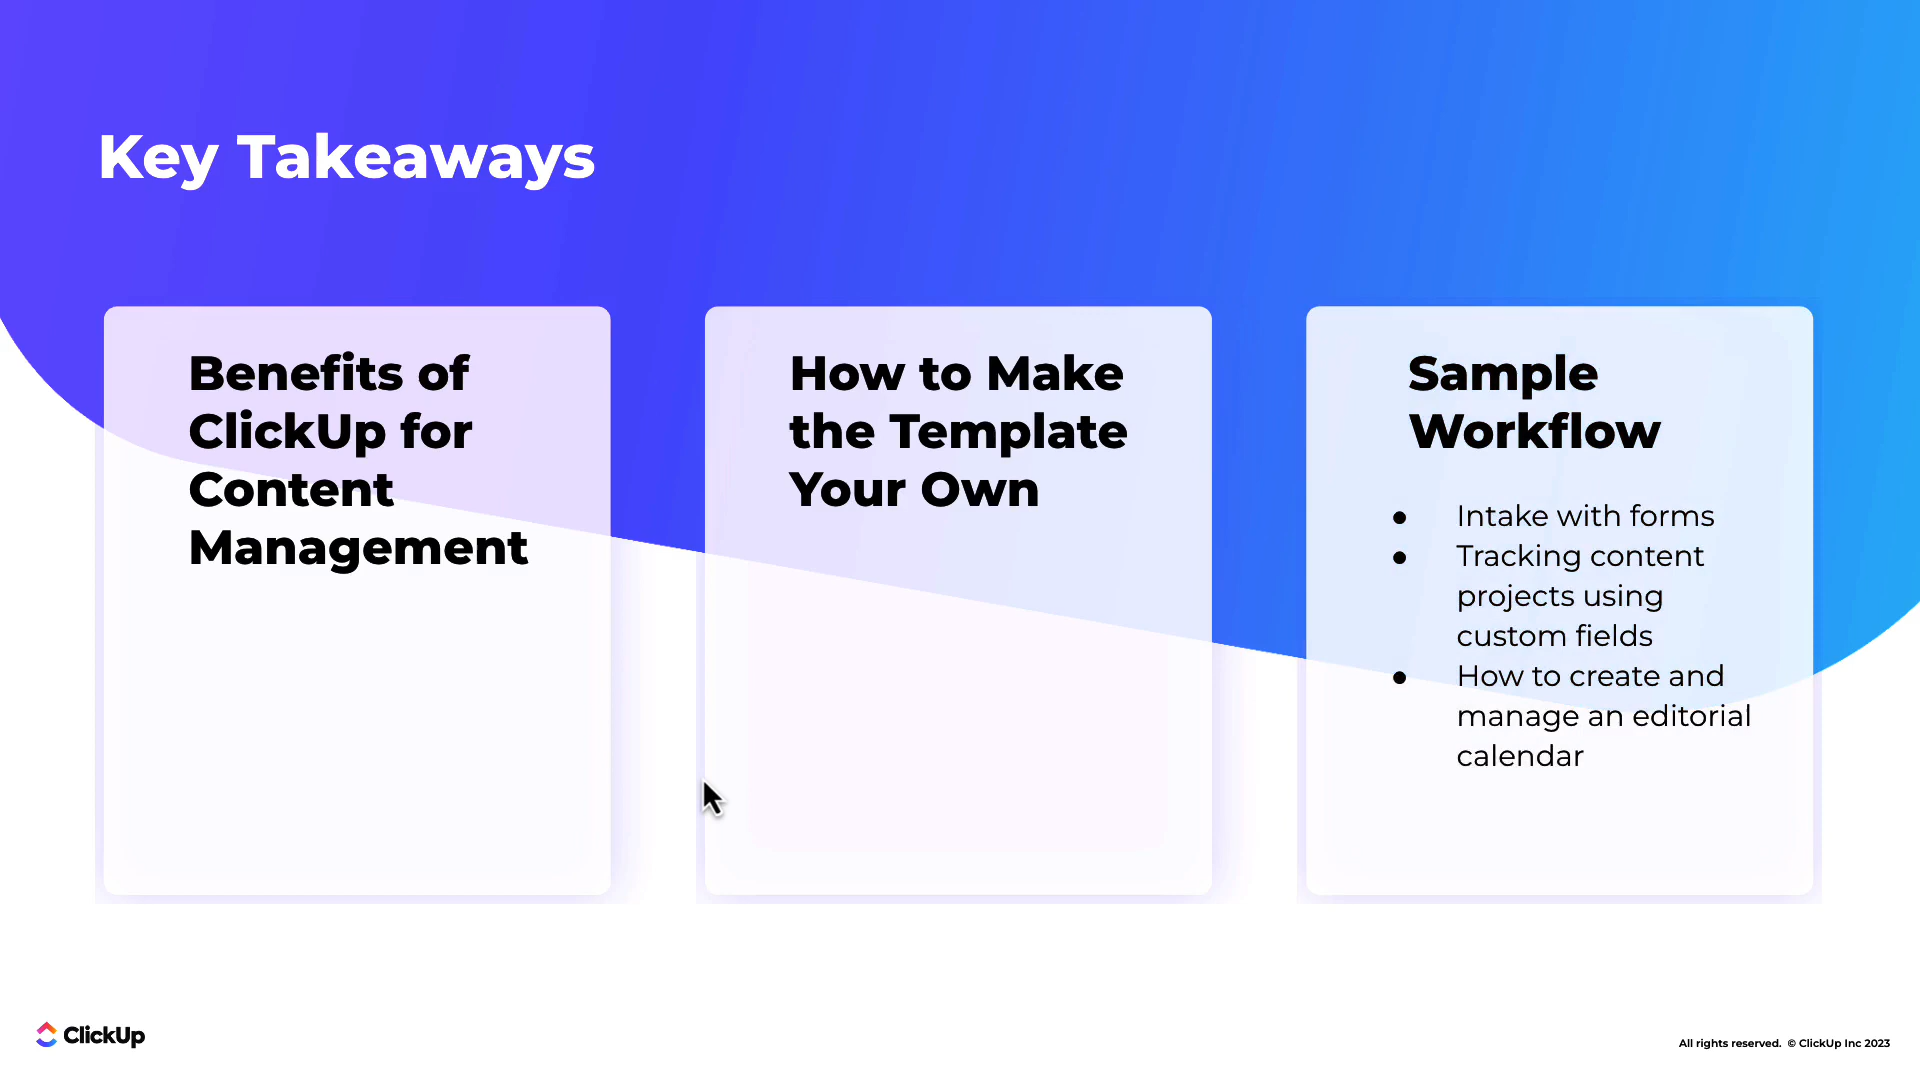 Key Takeaways
Benefits of
ClickUp for
Content
Management
How to Make
the Template
Your Own
Sample
Workflow
● Intake with forms
● Tracking content
projects using
custom fields
● How to create and
manage an editorial
calendar
ClickUp
All rights reserved. © ClickUp Inc 2023